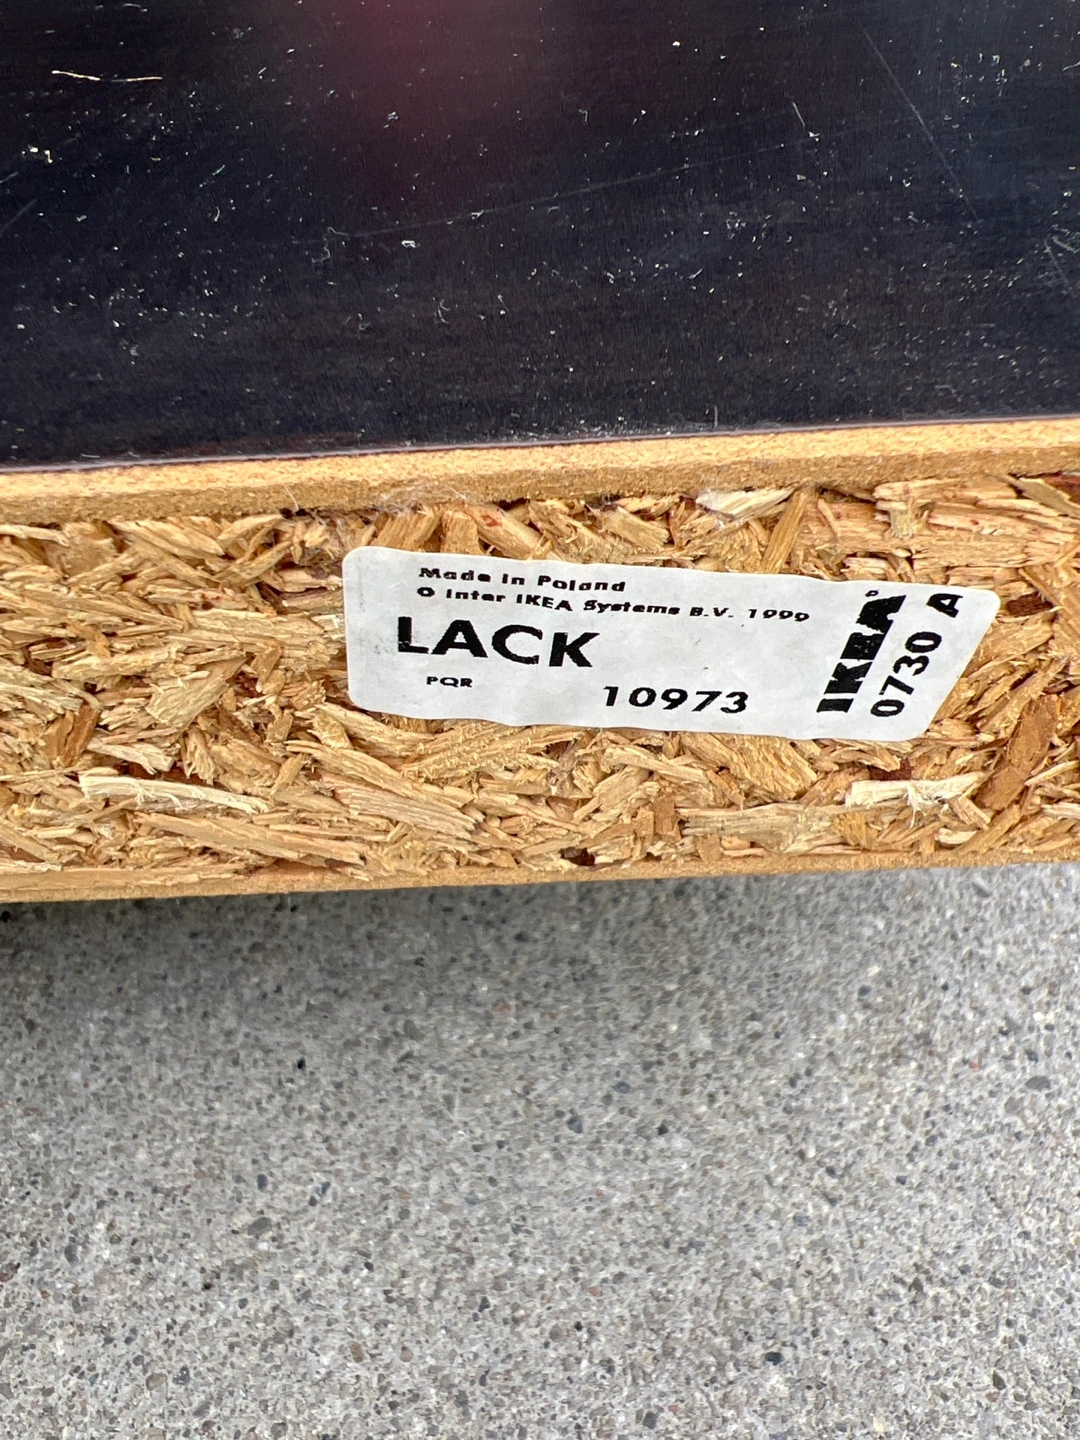 Made in Poland
© Inter IKEA Systems B.V. 1999
LACK
PQR
10973
IKEA
0730 A